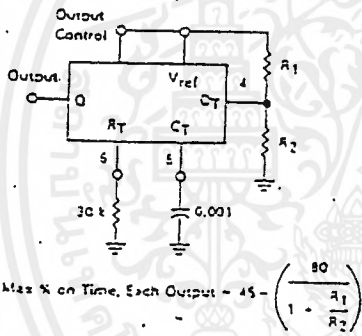 Output
Control
Output
Q
Vref
4
R1
CT
RT
CT
R2
6
5
30 k
0.001
Max % on Time, Each Output ≈ 45 - ( 80 / 1 + R1 / R2 )